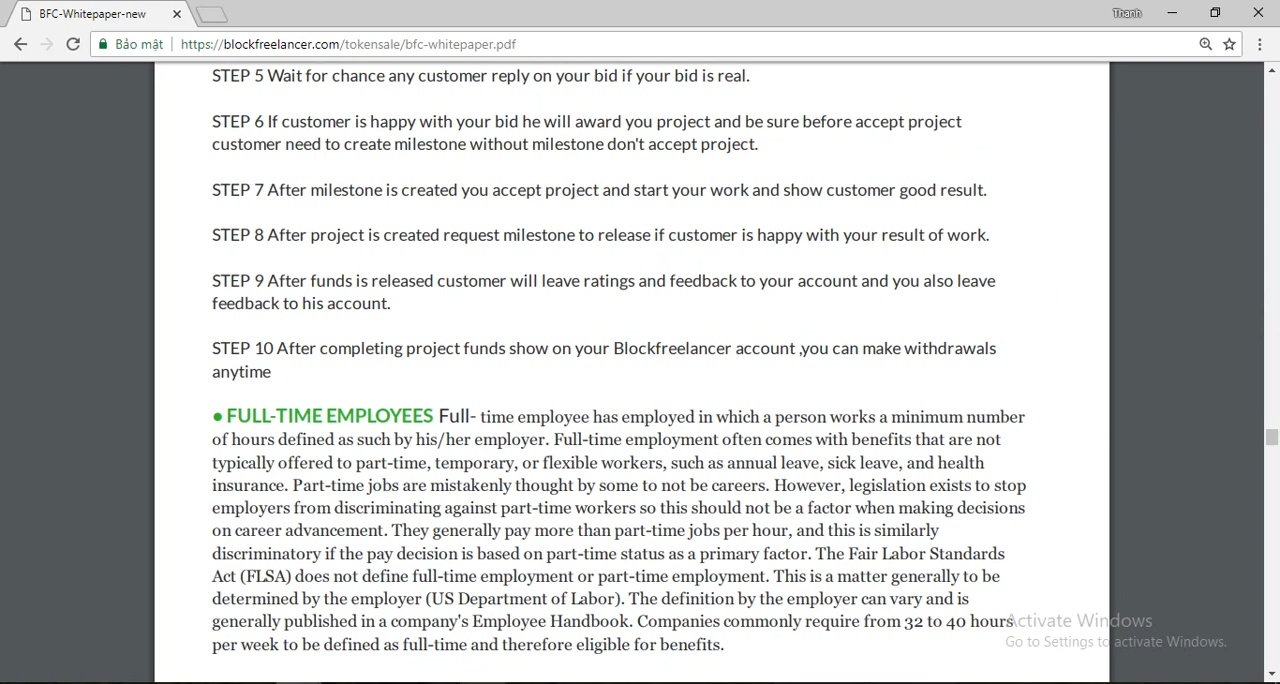 BFC-Whitepaper-new
Thanh
Bảo mật
https://blockfreelancer.com/tokensale/bfc-whitepaper.pdf
STEP 5 Wait for chance any customer reply on your bid if your bid is real.
STEP 6 If customer is happy with your bid he will award you project and be sure before accept project
customer need to create milestone without milestone don't accept project.
STEP 7 After milestone is created you accept project and start your work and show customer good result.
STEP 8 After project is created request milestone to release if customer is happy with your result of work.
STEP 9 After funds is released customer will leave ratings and feedback to your account and you also leave
feedback to his account.
STEP 10 After completing project funds show on your Blockfreelancer account ,you can make withdrawals
anytime
• FULL-TIME EMPLOYEES Full- time employee has employed in which a person works a minimum number
of hours defined as such by his/her employer. Full-time employment often comes with benefits that are not
typically offered to part-time, temporary, or flexible workers, such as annual leave, sick leave, and health
insurance. Part-time jobs are mistakenly thought by some to not be careers. However, legislation exists to stop
employers from discriminating against part-time workers so this should not be a factor when making decisions
on career advancement. They generally pay more than part-time jobs per hour, and this is similarly
discriminatory if the pay decision is based on part-time status as a primary factor. The Fair Labor Standards
Act (FLSA) does not define full-time employment or part-time employment. This is a matter generally to be
determined by the employer (US Department of Labor). The definition by the employer can vary and is
generally published in a company's Employee Handbook. Companies commonly require from 32 to 40 hours
per week to be defined as full-time and therefore eligible for benefits.
Activate Windows
Go to Settings to activate Windows.